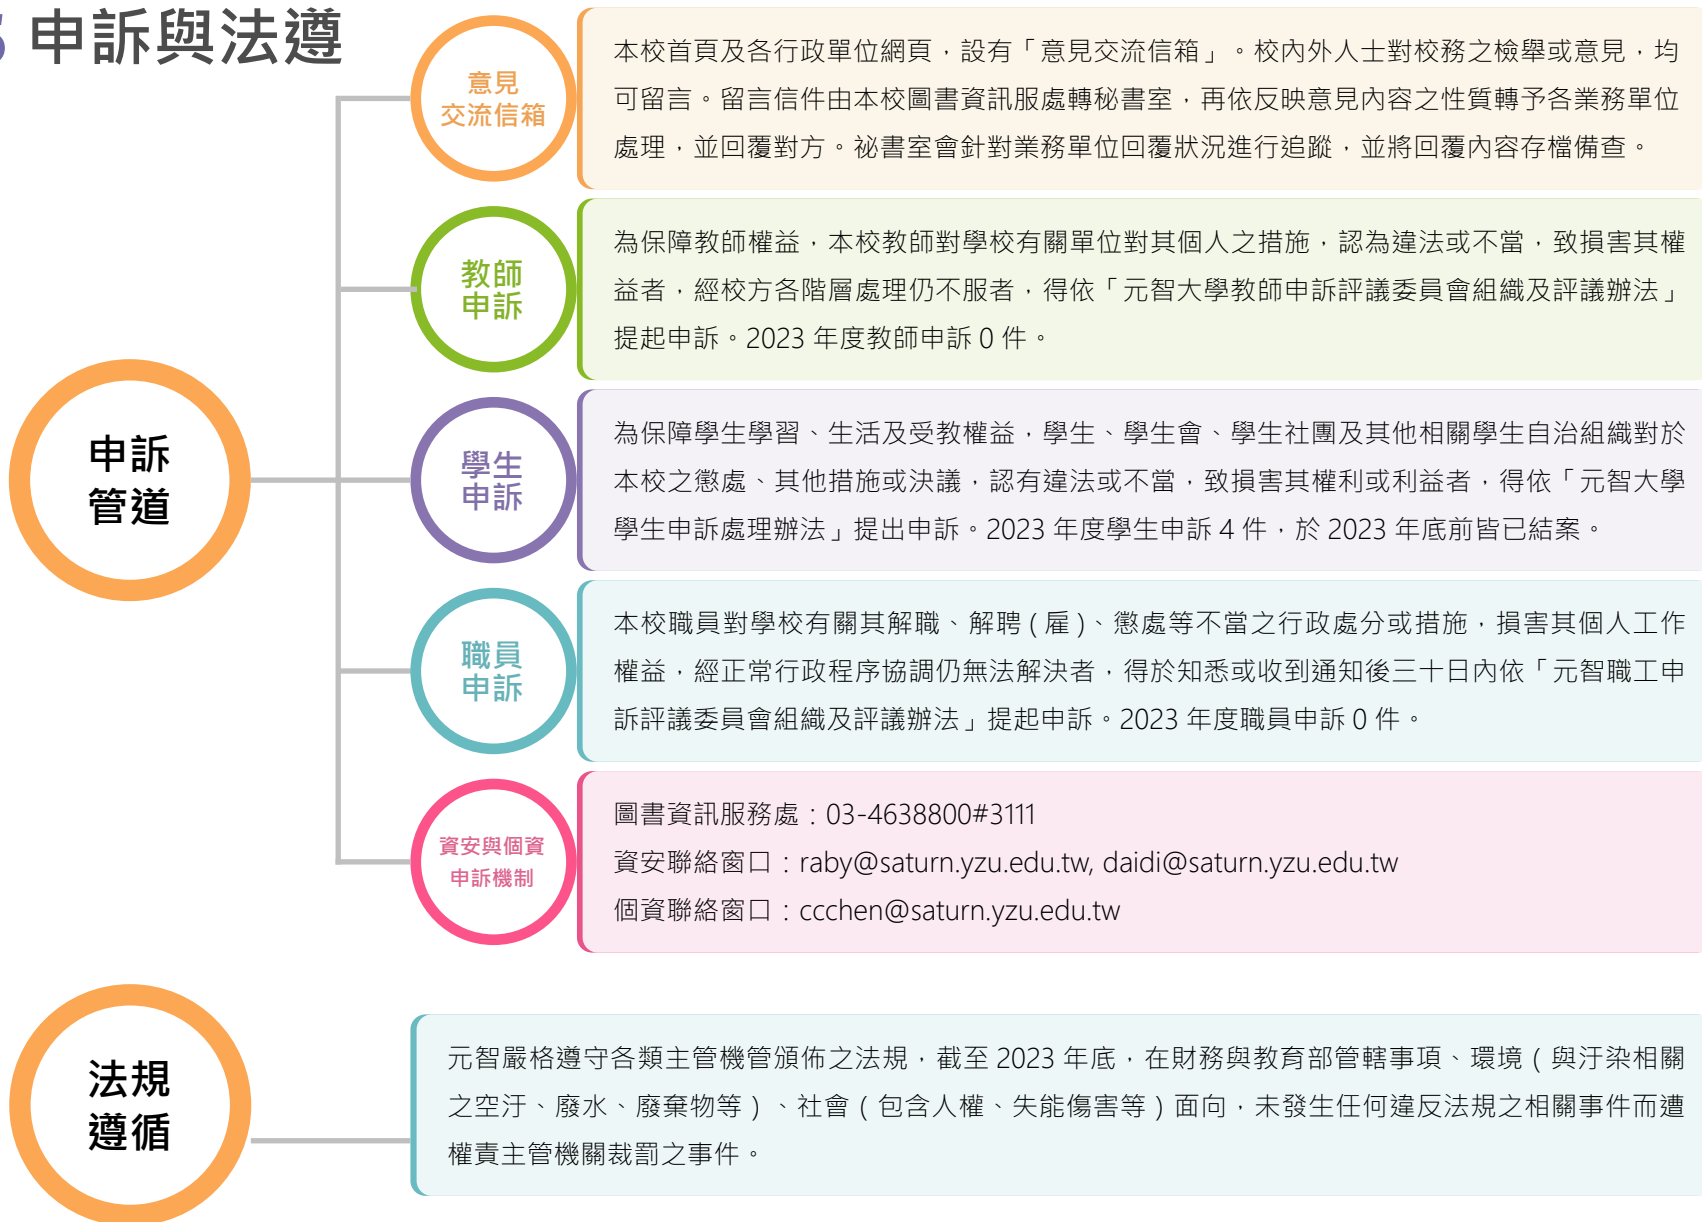 申訴與法遵
意見
交流信箱
本校首頁及各行政單位網頁，設有「意見交流信箱」。校內外人士對校務之檢舉或意見，均
可留言。留言信件由本校圖書資訊服處轉秘書室，再依反映意見內容之性質轉予各業務單位
處理，並回覆對方。祕書室會針對業務單位回覆狀況進行追蹤，並將回覆內容存檔備查。
教師
申訴
為保障教師權益，本校教師對學校有關單位對其個人之措施，認為違法或不當，致損害其權
益者，經校方各階層處理仍不服者，得依「元智大學教師申訴評議委員會組織及評議辦法」
提起申訴。2023 年度教師申訴 0 件。
申訴
管道
學生
申訴
為保障學生學習、生活及受教權益，學生、學生會、學生社團及其他相關學生自治組織對於
本校之懲處、其他措施或決議，認有違法或不當，致損害其權利或利益者，得依「元智大學
學生申訴處理辦法」提出申訴。2023 年度學生申訴 4 件，於 2023 年底前皆已結案。
職員
申訴
本校職員對學校有關其解職、解聘 ( 雇 )、懲處等不當之行政處分或措施，損害其個人工作
權益，經正常行政程序協調仍無法解決者，得於知悉或收到通知後三十日內依「元智職工申
訴評議委員會組織及評議辦法」提起申訴。2023 年度職員申訴 0 件。
資安與個資
申訴機制
圖書資訊服務處：03-4638800#3111
資安聯絡窗口：raby@saturn.yzu.edu.tw, daidi@saturn.yzu.edu.tw
個資聯絡窗口：ccchen@saturn.yzu.edu.tw
法規
遵循
元智嚴格遵守各類主管機管頒佈之法規，截至 2023 年底，在財務與教育部管轄事項、環境（與汙染相關
之空汙、廢水、廢棄物等）、社會（包含人權、失能傷害等）面向，未發生任何違反法規之相關事件而遭
權責主管機關裁罰之事件。